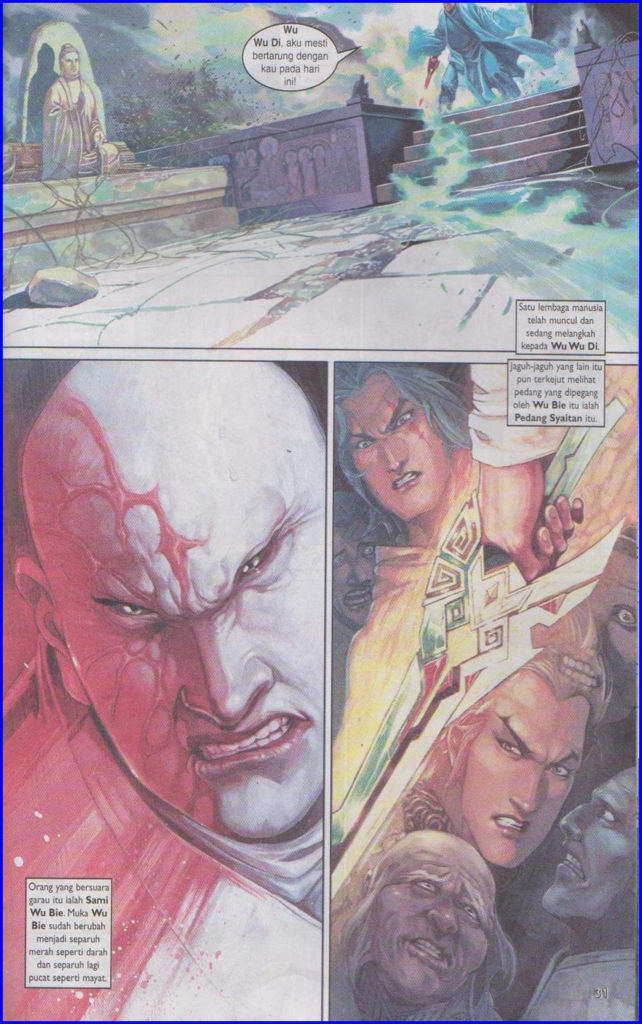 Wu
Wu Di, aku mesti
bertarung dengan
kau pada hari
ini!
Satu lembaga manusia
telah muncul dan
sedang melangkah
kepada Wu Wu Di.
Jaguh-jaguh yang lain itu
pun terkejut melihat
pedang yang dipegang
oleh Wu Bie itu ialah
Pedang Syaitan itu.
Orang yang bersuara
garau itu ialah Sami
Wu Bie. Muka Wu
Bie sudah berubah
menjadi separuh
merah seperti darah
dan separuh lagi
pucat seperti mayat.
31